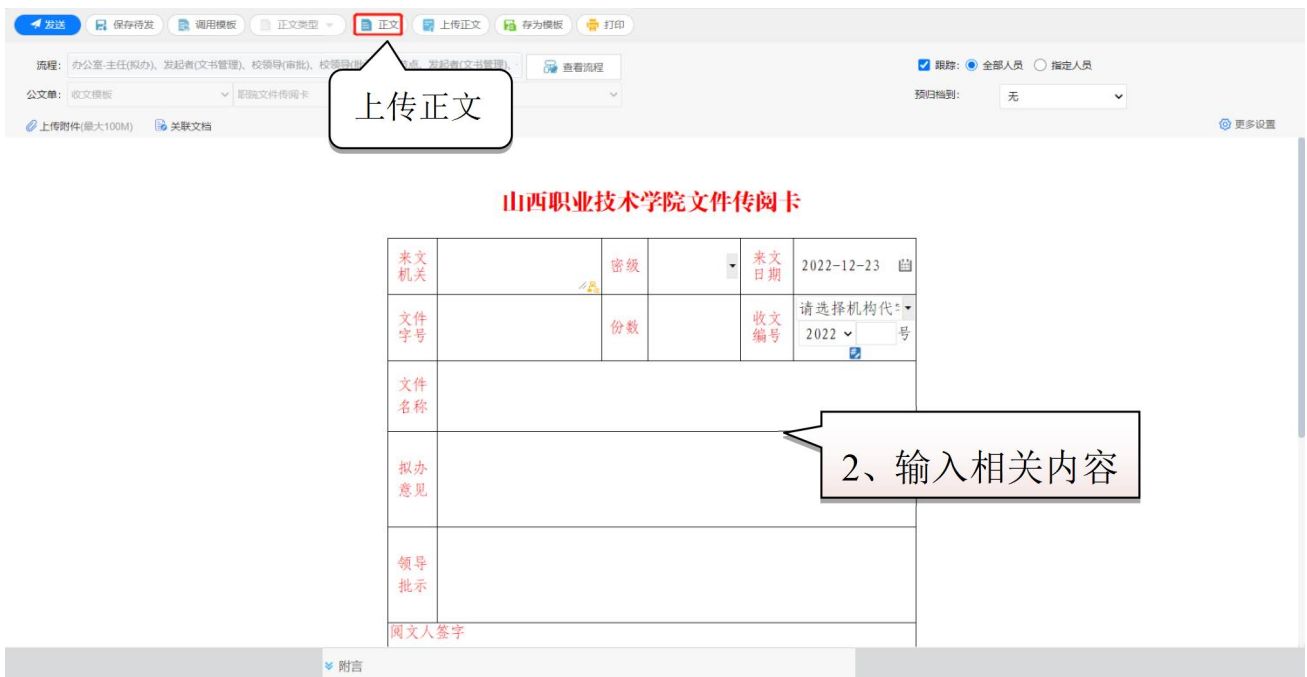 发送 保存待发 调用模板 正文类型 正文 上传正文 存为模板 打印
流程: 办公室-主任(拟办)、发起者(文书管理)、校领导(审批)、校领导 发起者(文书管理)、 查看流程 跟踪: 全部人员 指定人员
公文单: 收文模板 职院文件传阅卡 预归档到: 无
上传正文
上传附件(最大100M) 关联文档 更多设置
山西职业技术学院文件传阅卡
来文机关 密级 来文日期 2022-12-23
文件字号 份数 收文编号 请选择机构代
2022 号
文件名称
2、输入相关内容
拟办意见
领导批示
阅文人签字
附言